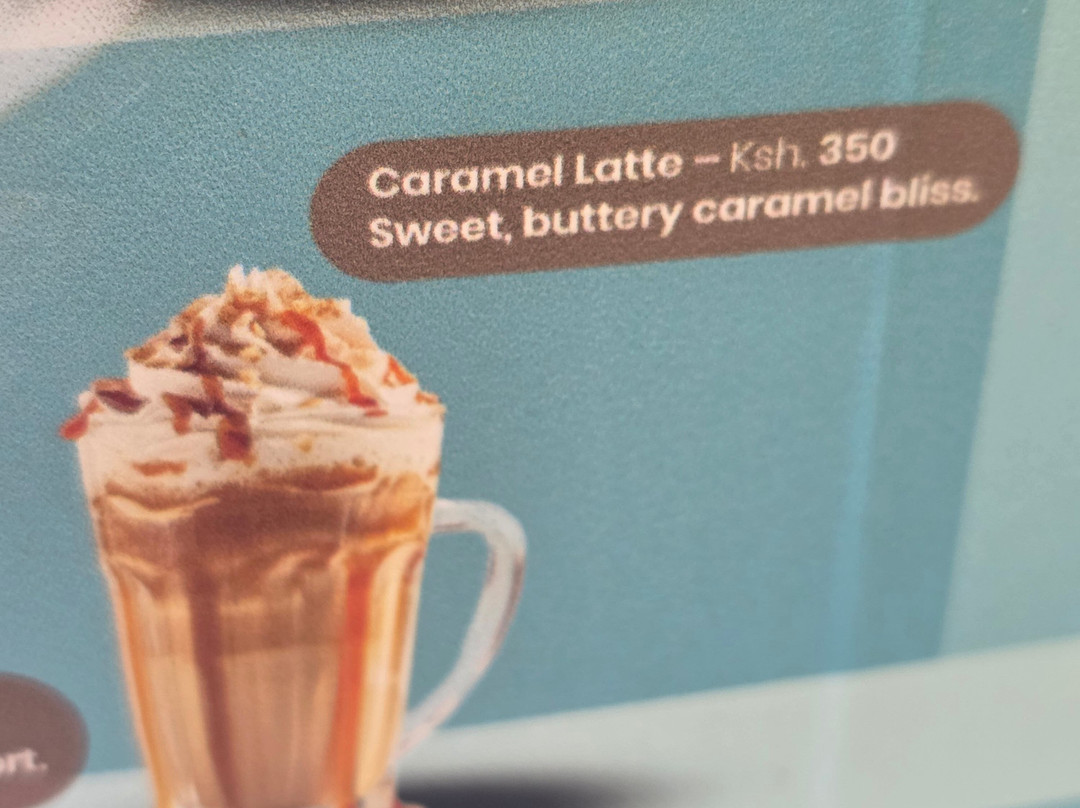 Caramel Latte – Ksh. 350
Sweet, buttery caramel bliss.